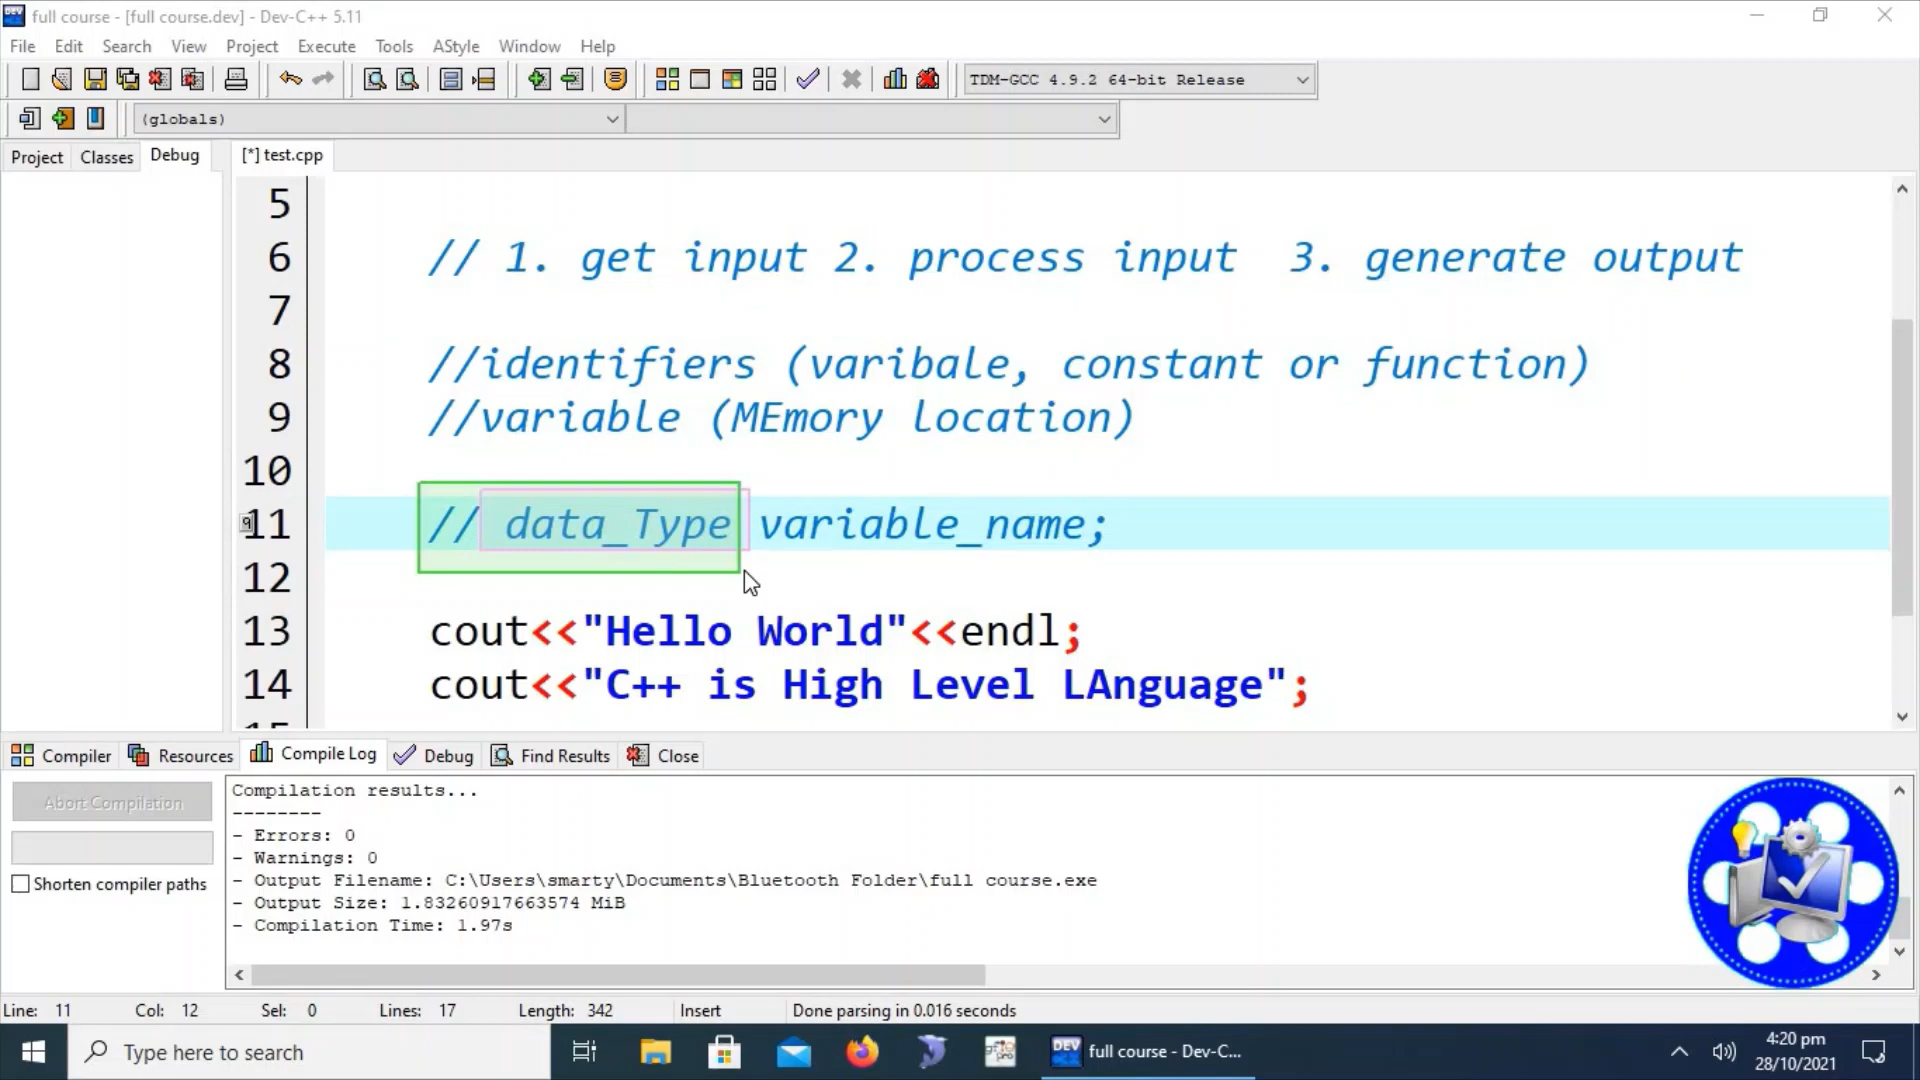 full course - [full course.dev] - Dev-C++ 5.11
File Edit Search View Project Execute Tools AStyle Window Help
TDM-GCC 4.9.2 64-bit Release
(globals)
Project Classes Debug [*] test.cpp
5
6 // 1. get input 2. process input 3. generate output
7
8 //identifiers (varibale, constant or function)
9 //variable (MEmory location)
10
11 // data_Type variable_name;
12
13 cout<<"Hello World"<<endl;
14 cout<<"C++ is High Level LAnguage";
Compiler Resources Compile Log Debug Find Results Close
Abort Compilation
Shorten compiler paths
Compilation results...
--------
- Errors: 0
- Warnings: 0
- Output Filename: C:\Users\smarty\Documents\Bluetooth Folder\full course.exe
- Output Size: 1.83260917663574 MiB
- Compilation Time: 1.97s
Line: 11 Col: 12 Sel: 0 Lines: 17 Length: 342 Insert Done parsing in 0.016 seconds
Type here to search
DEV full course - Dev-C...
4:20 pm
28/10/2021